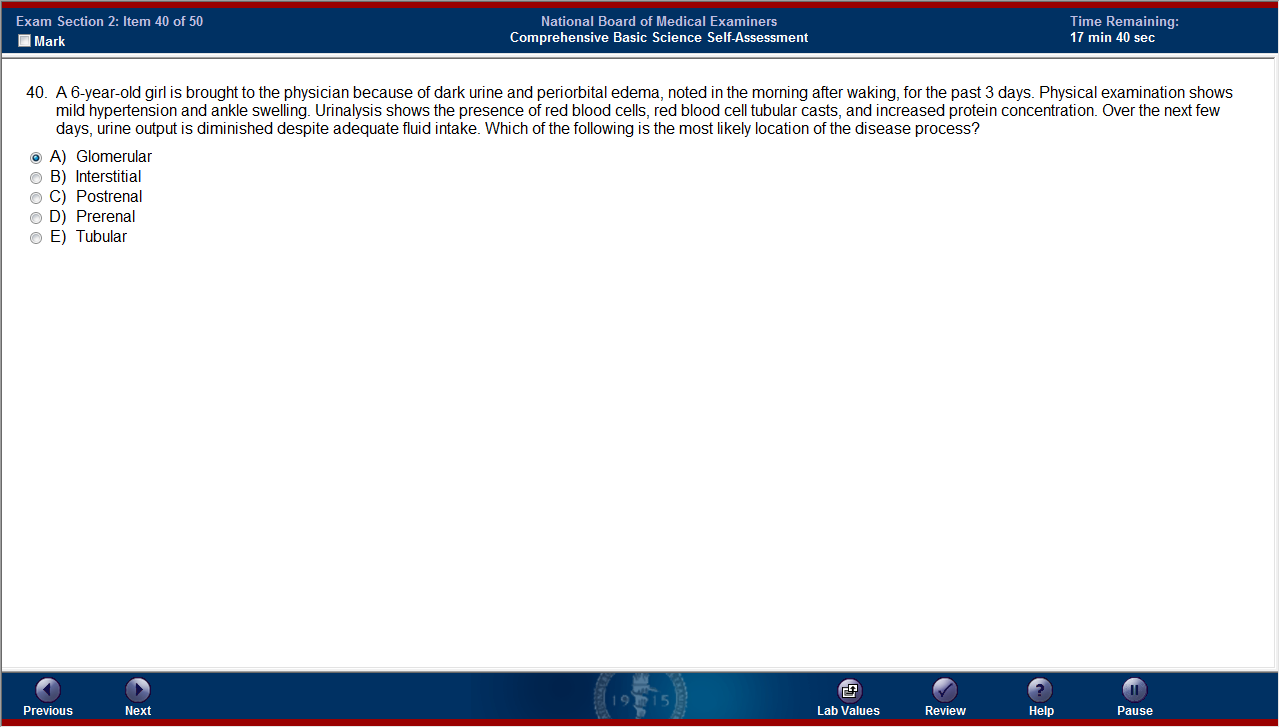 Exam Section 2: Item 40 of 50
National Board of Medical Examiners
Time Remaining:
Mark
Comprehensive Basic Science Self-Assessment
17 min 40 sec
40. A 6-year-old girl is brought to the physician because of dark urine and periorbital edema, noted in the morning after waking, for the past 3 days. Physical examination shows
mild hypertension and ankle swelling. Urinalysis shows the presence of red blood cells, red blood cell tubular casts, and increased protein concentration. Over the next few
days, urine output is diminished despite adequate fluid intake. Which of the following is the most likely location of the disease process?
A) Glomerular
B) Interstitial
C) Postrenal
D) Prerenal
E) Tubular
1915
Previous
Next
Lab Values
Review
Help
Pause